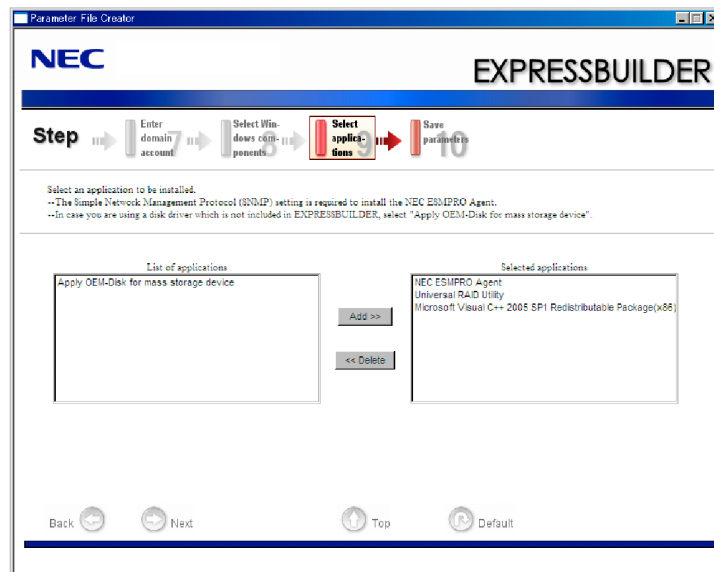 Parameter File Creator
NEC
EXPRESSBUILDER
Step
Enter domain account 7
Select Win-dows com-ponents 8
Select applica-tions 9
Save parameters 10
Select an application to be installed.
--The Simple Network Management Protocol (SNMP) setting is required to install the NEC ESMPRO Agent.
--In case you are using a disk driver which is not included in EXPRESSBUILDER, select "Apply OEM-Disk for mass storage device".
List of applications
Apply OEM-Disk for mass storage device
Add >>
<< Delete
Selected applications
NEC ESMPRO Agent
Universal RAID Utility
Microsoft Visual C++ 2005 SP1 Redistributable Package(x86)
Back
Next
Top
Default